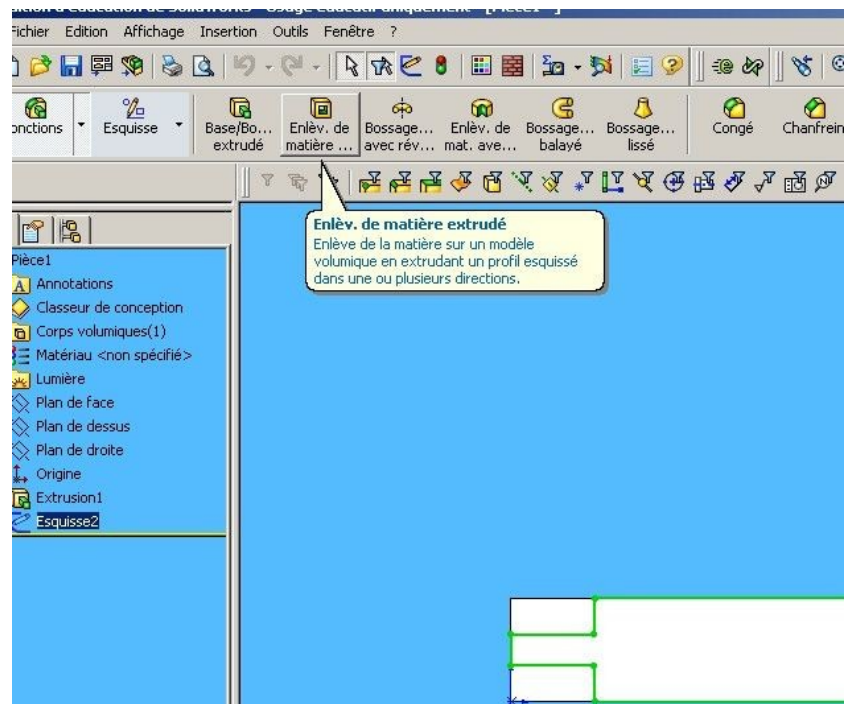 Fichier Edition Affichage Insertion Outils Fenêtre ?
onctions Esquisse Base/Bo... extrudé Enlèv. de matière ... Bossage... avec rév... Enlèv. de mat. ave... Bossage... balayé Bossage... lissé Congé Chanfrein
Enlèv. de matière extrudé
Enlève de la matière sur un modèle
volumique en extrudant un profil esquissé
dans une ou plusieurs directions.
Pièce1
Annotations
Classeur de conception
Corps volumiques(1)
Matériau <non spécifié>
Lumière
Plan de face
Plan de dessus
Plan de droite
Origine
Extrusion1
Esquisse2